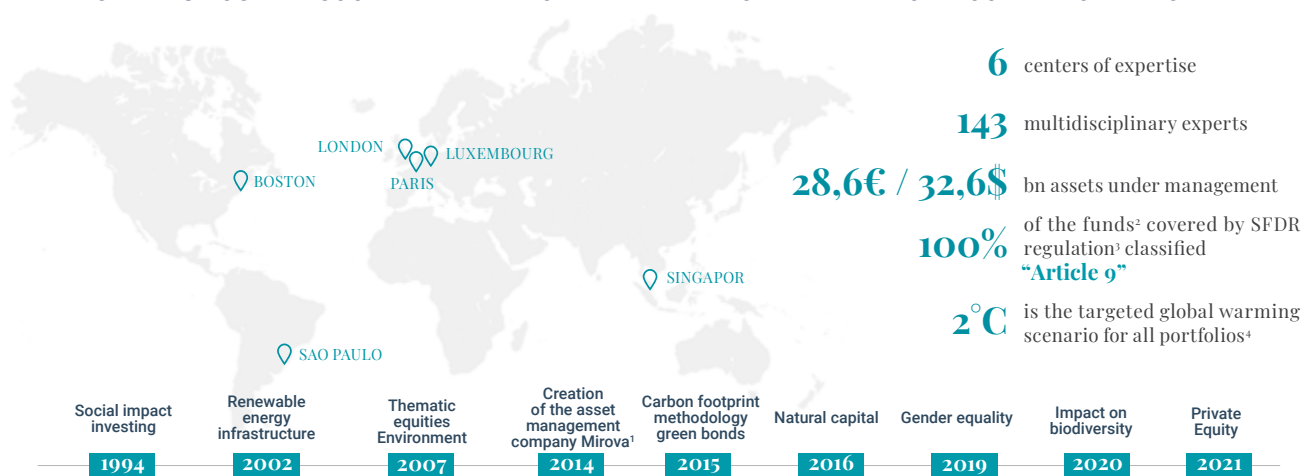 6 centers of expertise
143 multidisciplinary experts
LONDON
LUXEMBOURG
PARIS
BOSTON
28,6€ / 32,6$ bn assets under management
100% of the funds² covered by SFDR
regulation³ classified
“Article 9”
SINGAPOR
2°C is the targeted global warming
scenario for all portfolios⁴
SAO PAULO
Social impact
investing
1994
Renewable
energy
infrastructure
2002
Thematic
equities
Environment
2007
Creation
of the asset
management
company Mirova¹
2014
Carbon footprint
methodology
green bonds
2015
Natural capital
2016
Gender equality
2019
Impact on
biodiversity
2020
Private
Equity
2021